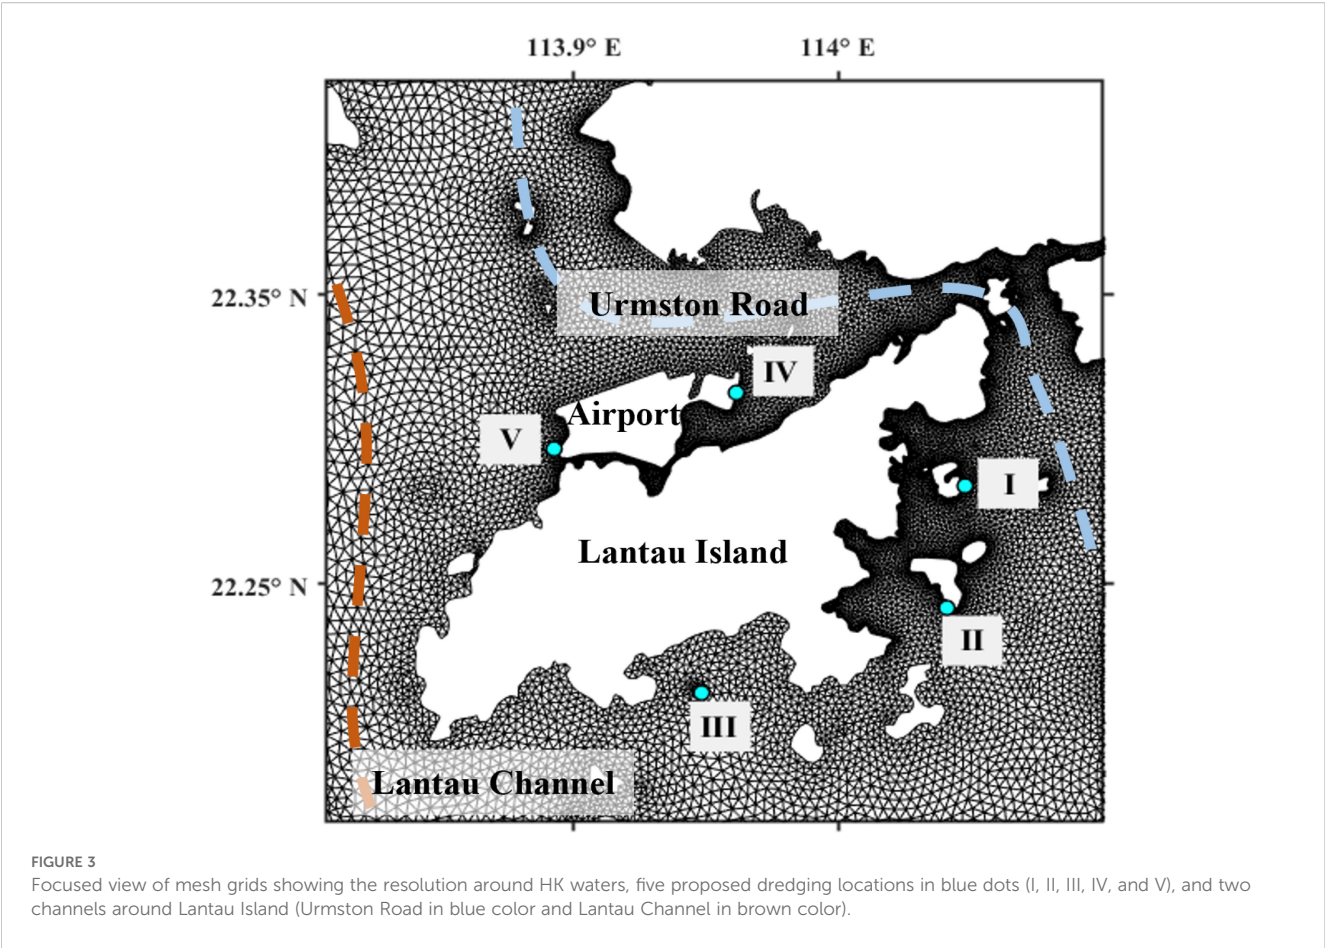 113.9° E
114° E
22.35° N
Urmston Road
IV
Airport
V
I
Lantau Island
22.25° N
II
III
Lantau Channel
FIGURE 3
Focused view of mesh grids showing the resolution around HK waters, five proposed dredging locations in blue dots (I, II, III, IV, and V), and two
channels around Lantau Island (Urmston Road in blue color and Lantau Channel in brown color).